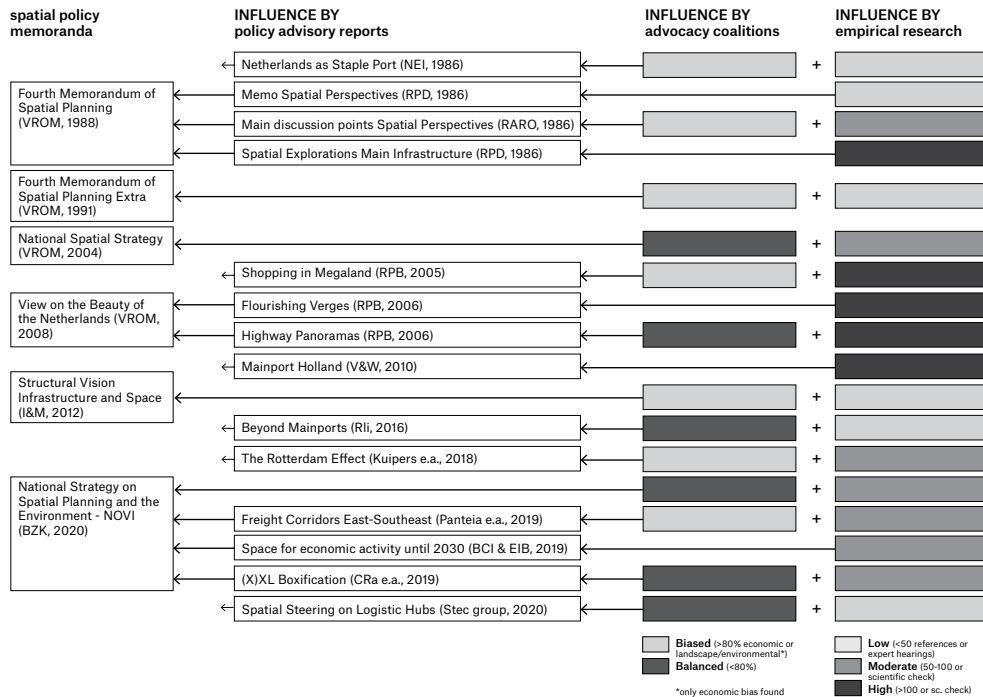 spatial policy
memoranda
INFLUENCE BY
policy advisory reports
INFLUENCE BY
advocacy coalitions
INFLUENCE BY
empirical research
Netherlands as Staple Port (NEI, 1986)
+
Fourth Memorandum of
Spatial Planning
(VROM, 1988)
Memo Spatial Perspectives (RPD, 1986)
Main discussion points Spatial Perspectives (RARO, 1986)
+
Spatial Explorations Main Infrastructure (RPD, 1986)
Fourth Memorandum of
Spatial Planning Extra
(VROM, 1991)
+
National Spatial Strategy
(VROM, 2004)
+
Shopping in Megaland (RPB, 2005)
+
View on the Beauty of
the Netherlands (VROM,
2008)
Flourishing Verges (RPB, 2006)
Highway Panoramas (RPB, 2006)
+
Mainport Holland (V&W, 2010)
Structural Vision
Infrastructure and Space
(I&M, 2012)
+
Beyond Mainports (Rli, 2016)
+
The Rotterdam Effect (Kuipers e.a., 2018)
+
National Strategy on
Spatial Planning and the
Environment - NOVI
(BZK, 2020)
+
Freight Corridors East-Southeast (Panteia e.a., 2019)
+
Space for economic activity until 2030 (BCI & EIB, 2019)
(X)XL Boxification (CRa e.a., 2019)
+
Spatial Steering on Logistic Hubs (Stec group, 2020)
+
Biased (>80% economic or
landscape/environmental*)
Balanced (<80%)
*only economic bias found
Low (<50 references or
expert hearings)
Moderate (50-100 or
scientific check)
High (>100 or sc. check)